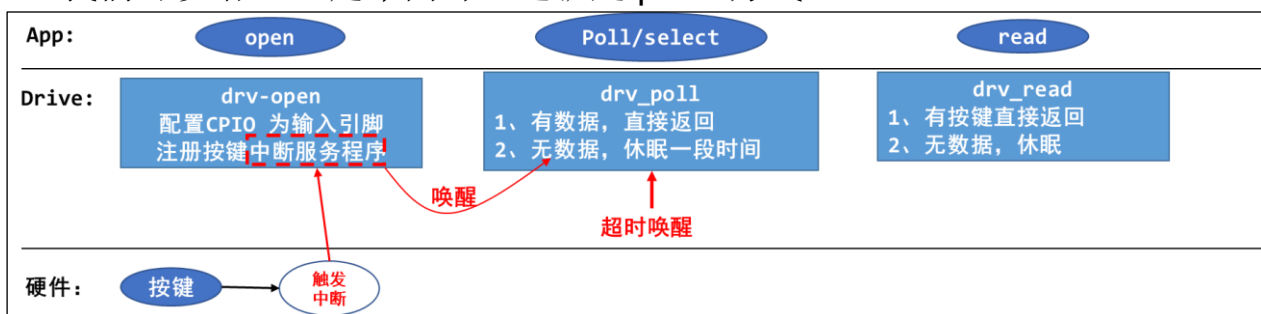 App:
open
Poll/select
read
Drive:
drv-open
配置CPIO 为输入引脚
注册按键中断服务程序
drv_poll
1、有数据，直接返回
2、无数据，休眠一段时间
drv_read
1、有按键直接返回
2、无数据，休眠
唤醒
超时唤醒
硬件：
按键
触发
中断